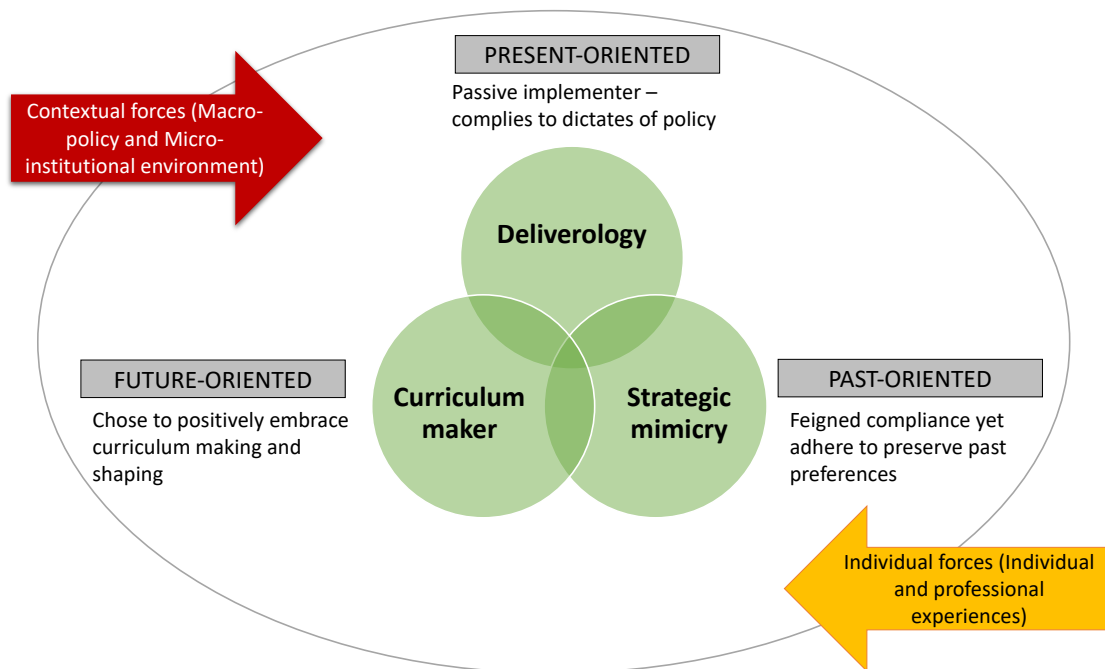 PRESENT-ORIENTED
Passive implementer –
complies to dictates of policy
Contextual forces (Macro-
policy and Micro-
institutional environment)
Deliverology
FUTURE-ORIENTED
Chose to positively embrace
curriculum making and
shaping
Curriculum
maker
Strategic
mimicry
PAST-ORIENTED
Feigned compliance yet
adhere to preserve past
preferences
Individual forces (Individual
and professional
experiences)